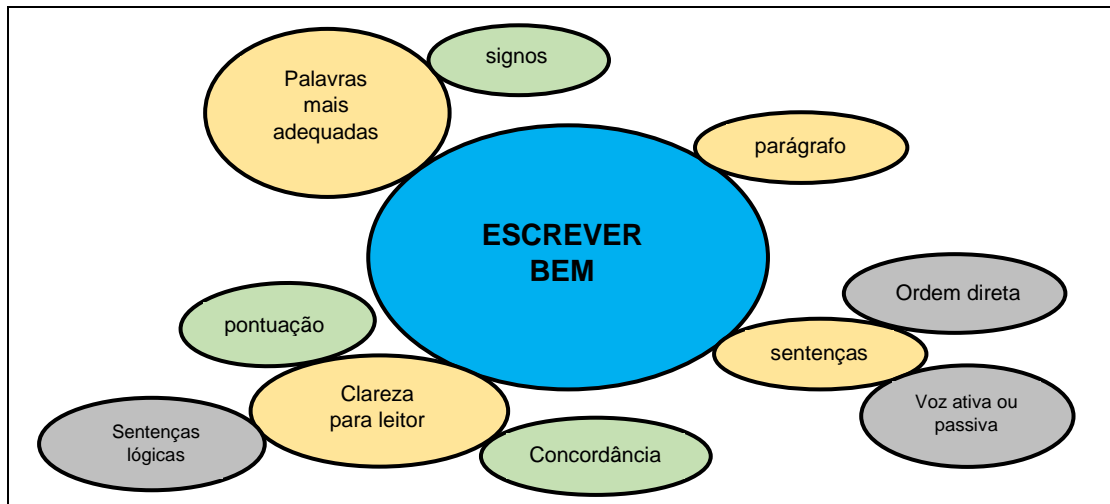 signos
Palavras
mais
adequadas
parágrafo
ESCREVER
BEM
Ordem direta
pontuação
sentenças
Clareza
para leitor
Voz ativa ou
passiva
Sentenças
lógicas
Concordância